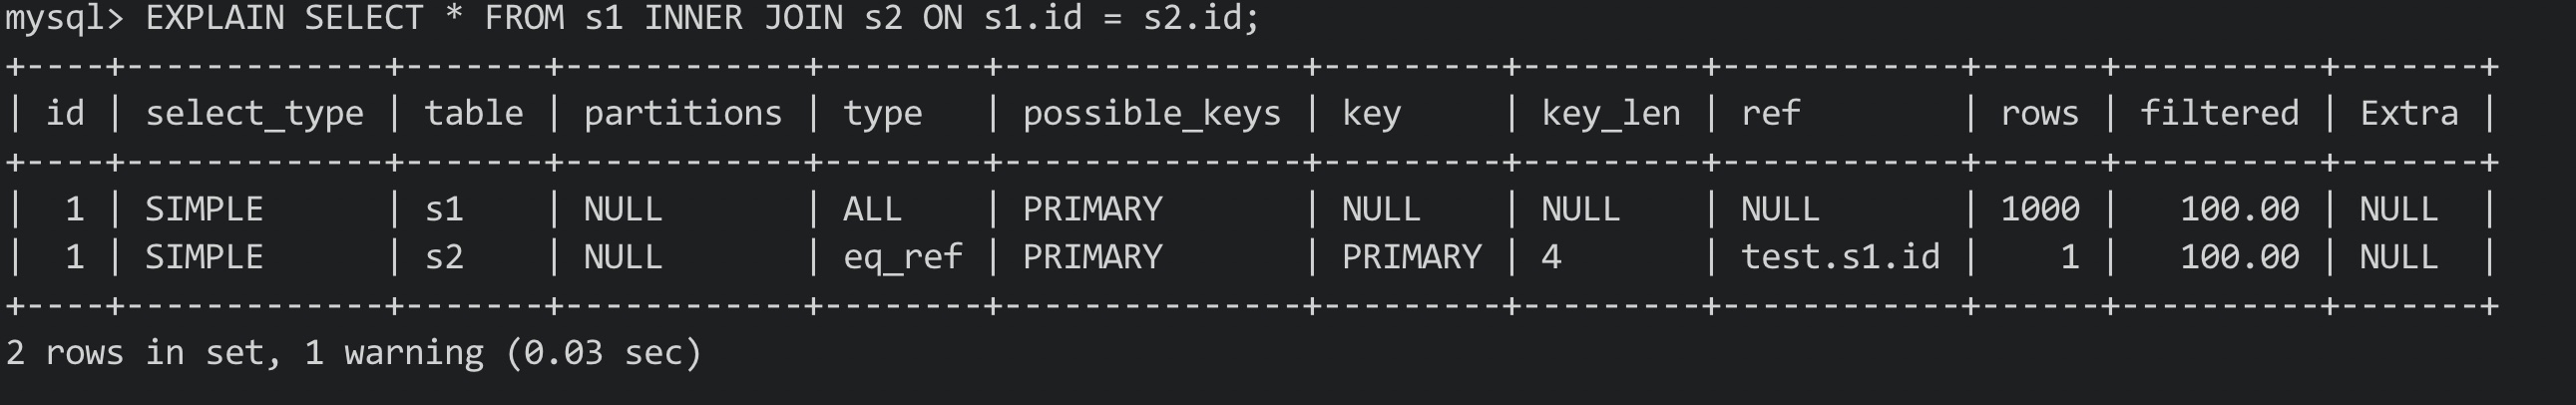 mysql> EXPLAIN SELECT * FROM s1 INNER JOIN s2 ON s1.id = s2.id;
+----+-------------+-------+------------+--------+---------------+---------+---------+------------+------+----------+-------+
| id | select_type | table | partitions | type   | possible_keys | key     | key_len | ref        | rows | filtered | Extra |
+----+-------------+-------+------------+--------+---------------+---------+---------+------------+------+----------+-------+
|  1 | SIMPLE      | s1    | NULL       | ALL    | PRIMARY       | NULL    | NULL    | NULL       | 1000 |   100.00 | NULL  |
|  1 | SIMPLE      | s2    | NULL       | eq_ref | PRIMARY       | PRIMARY | 4       | test.s1.id |    1 |   100.00 | NULL  |
+----+-------------+-------+------------+--------+---------------+---------+---------+------------+------+----------+-------+
2 rows in set, 1 warning (0.03 sec)